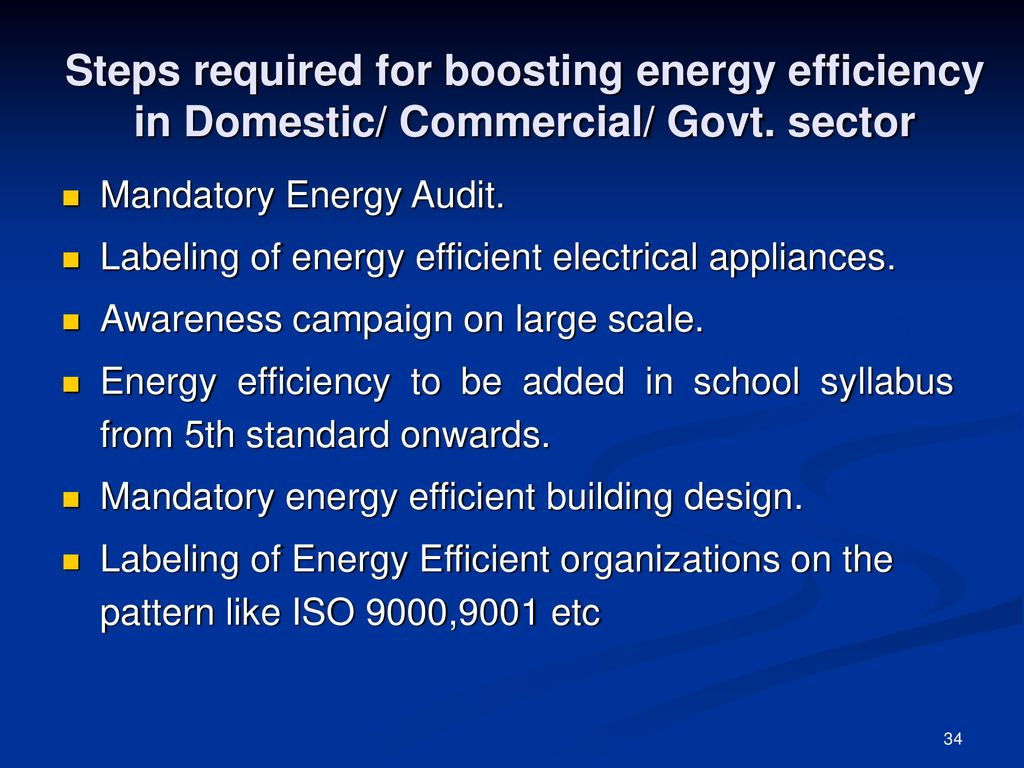 Steps required for boosting energy efficiency
in Domestic/ Commercial/ Govt. sector
Mandatory Energy Audit.
Labeling of energy efficient electrical appliances.
Awareness campaign on large scale.
Energy efficiency to be added in school syllabus
from 5th standard onwards.
Mandatory energy efficient building design.
Labeling of Energy Efficient organizations on the
pattern like ISO 9000,9001 etc
34